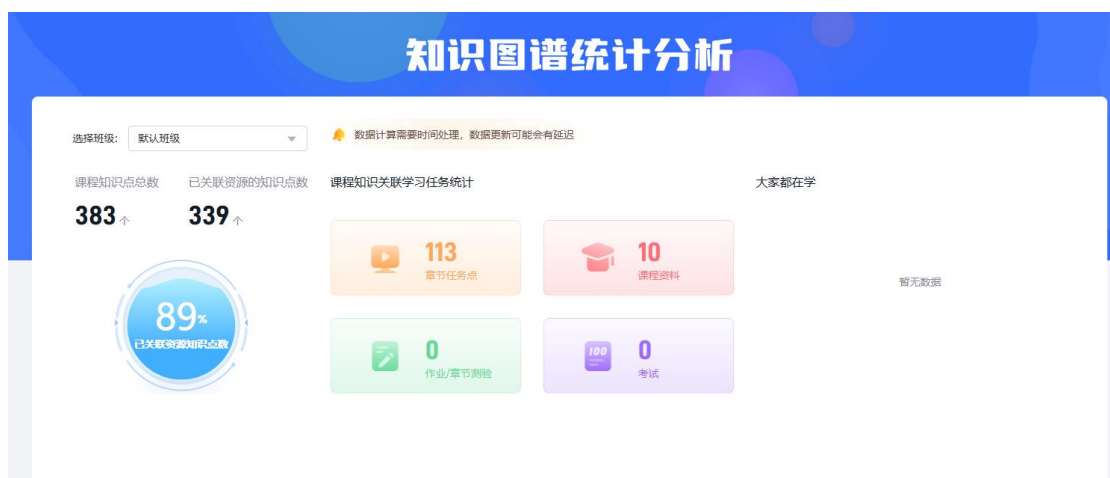 知识图谱统计分析
选择班级: 默认班级
数据计算需要时间处理，数据更新可能会有延迟
课程知识点总数
383个
已关联资源的知识点数
339个
89%
已关联资源知识点数
课程知识关联学习任务统计
113
章节任务点
10
课程资料
0
作业/章节测验
100
0
考试
大家都在学
暂无数据